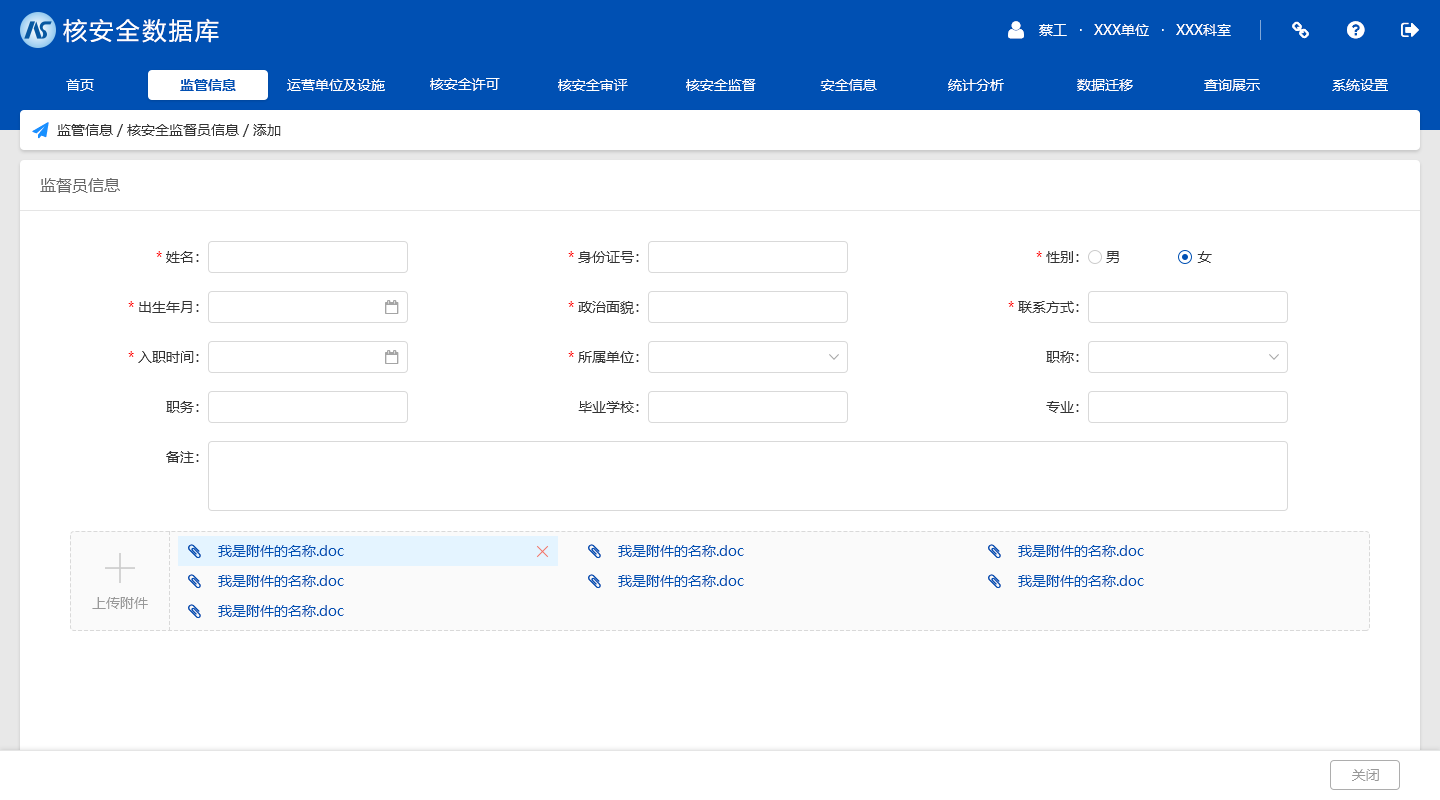 核安全数据库
蔡工 · XXX单位 · XXX科室
首页 监管信息 运营单位及设施 核安全许可 核安全审评 核安全监督 安全信息 统计分析 数据迁移 查询展示 系统设置
监管信息 / 核安全监督员信息 / 添加
监督员信息
* 姓名: * 身份证号: * 性别: 男 女
* 出生年月: * 政治面貌: * 联系方式:
* 入职时间: * 所属单位: 职称:
职务: 毕业学校: 专业:
备注:
我是附件的名称.doc 我是附件的名称.doc 我是附件的名称.doc
我是附件的名称.doc 我是附件的名称.doc 我是附件的名称.doc
上传附件 我是附件的名称.doc
关闭